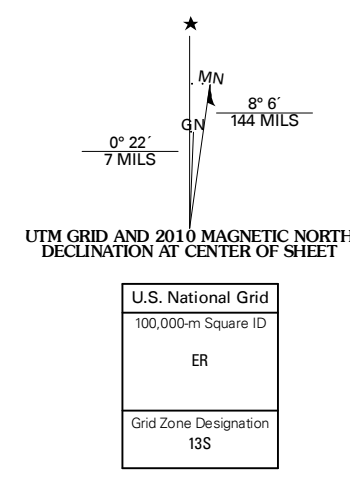 MN
8° 6´
144 MILS
GN
0° 22´
7 MILS
UTM GRID AND 2010 MAGNETIC NORTH
DECLINATION AT CENTER OF SHEET
U.S. National Grid
100,000-m Square ID
ER
Grid Zone Designation
13S